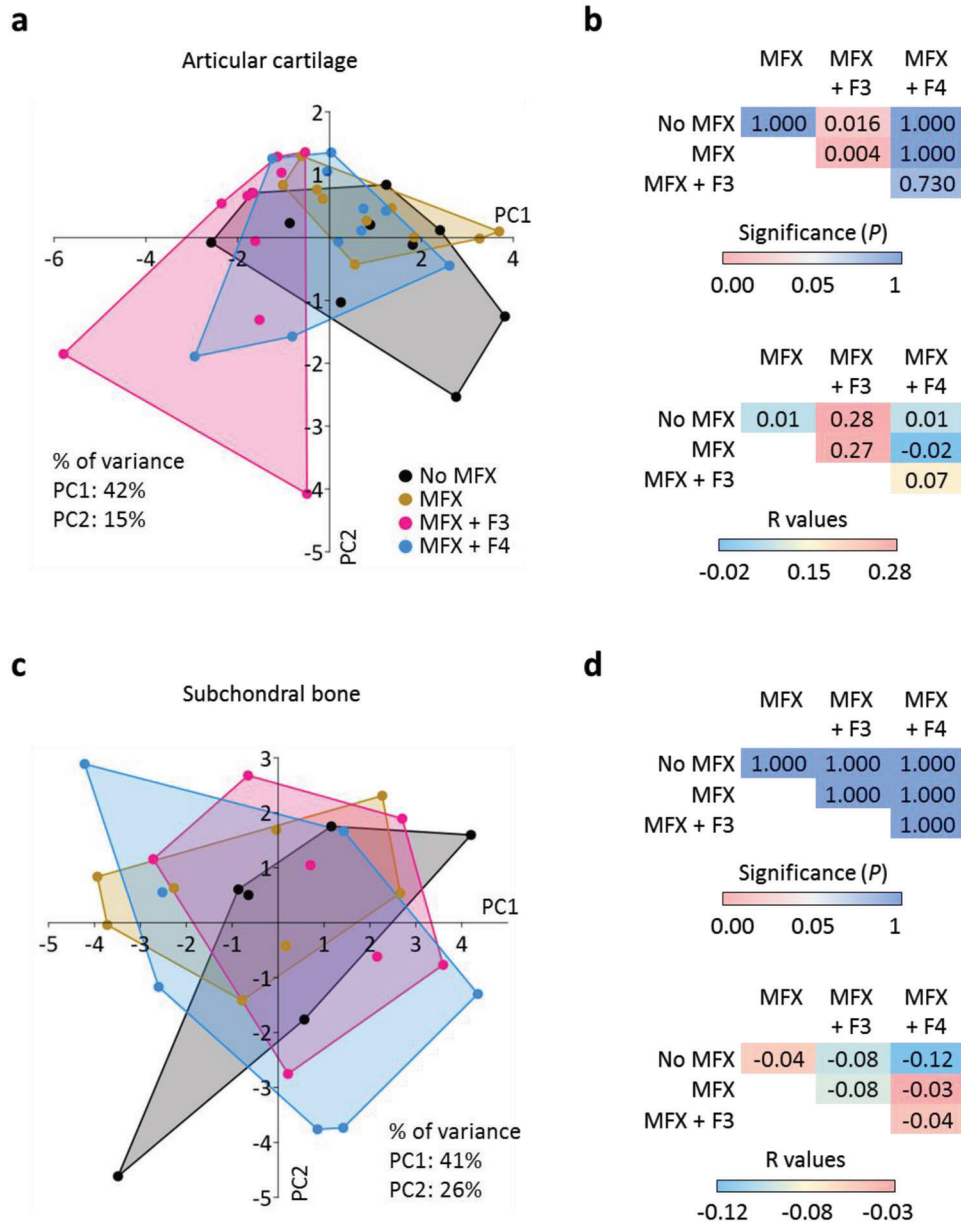 a
Articular cartilage
2
1
PC1
-6
-4
-2
2
4
-1
-2
-3
-4
-5
PC2
% of variance
PC1: 42%
PC2: 15%
No MFX
MFX
MFX + F3
MFX + F4
b
MFX MFX MFX
+ F3 + F4
No MFX 1.000 0.016 1.000
MFX 0.004 1.000
MFX + F3 0.730
Significance (P)
0.00 0.05 1
MFX MFX MFX
+ F3 + F4
No MFX 0.01 0.28 0.01
MFX 0.27 -0.02
MFX + F3 0.07
R values
-0.02 0.15 0.28
c
Subchondral bone
3
2
1
PC1
-5 -4 -3 -2 -1 1 2 3 4
-1
-2
-3
-4
-5
PC2
% of variance
PC1: 41%
PC2: 26%
d
MFX MFX MFX
+ F3 + F4
No MFX 1.000 1.000 1.000
MFX 1.000 1.000
MFX + F3 1.000
Significance (P)
0.00 0.05 1
MFX MFX MFX
+ F3 + F4
No MFX -0.04 -0.08 -0.12
MFX -0.08 -0.03
MFX + F3 -0.04
R values
-0.12 -0.08 -0.03